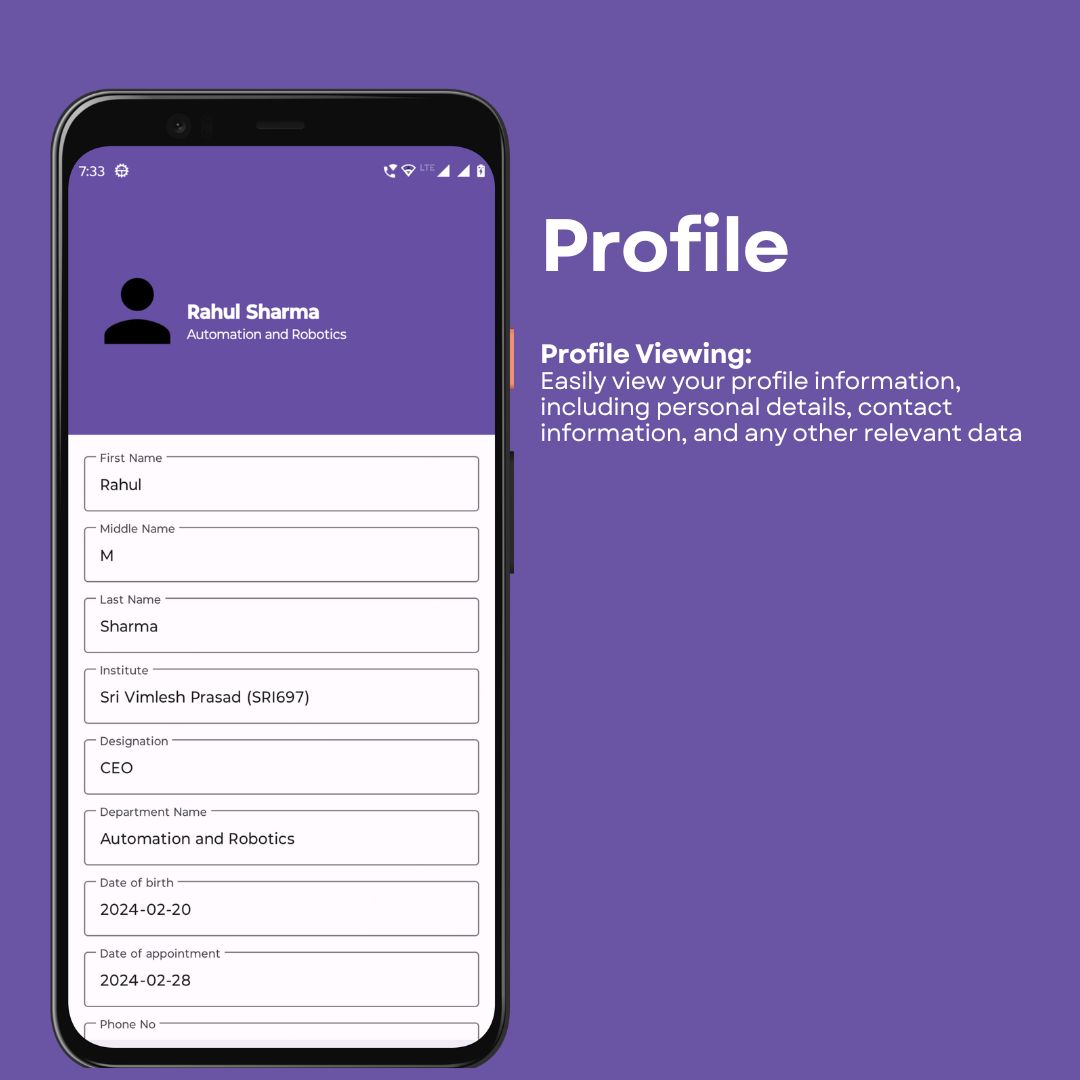 7:33
LTE
Rahul Sharma
Automation and Robotics
First Name
Rahul
Middle Name
M
Last Name
Sharma
Institute
Sri Vimlesh Prasad (SRI697)
Designation
CEO
Department Name
Automation and Robotics
Date of birth
2024-02-20
Date of appointment
2024-02-28
Phone No
Profile
Profile Viewing:
Easily view your profile information,
including personal details, contact
information, and any other relevant data